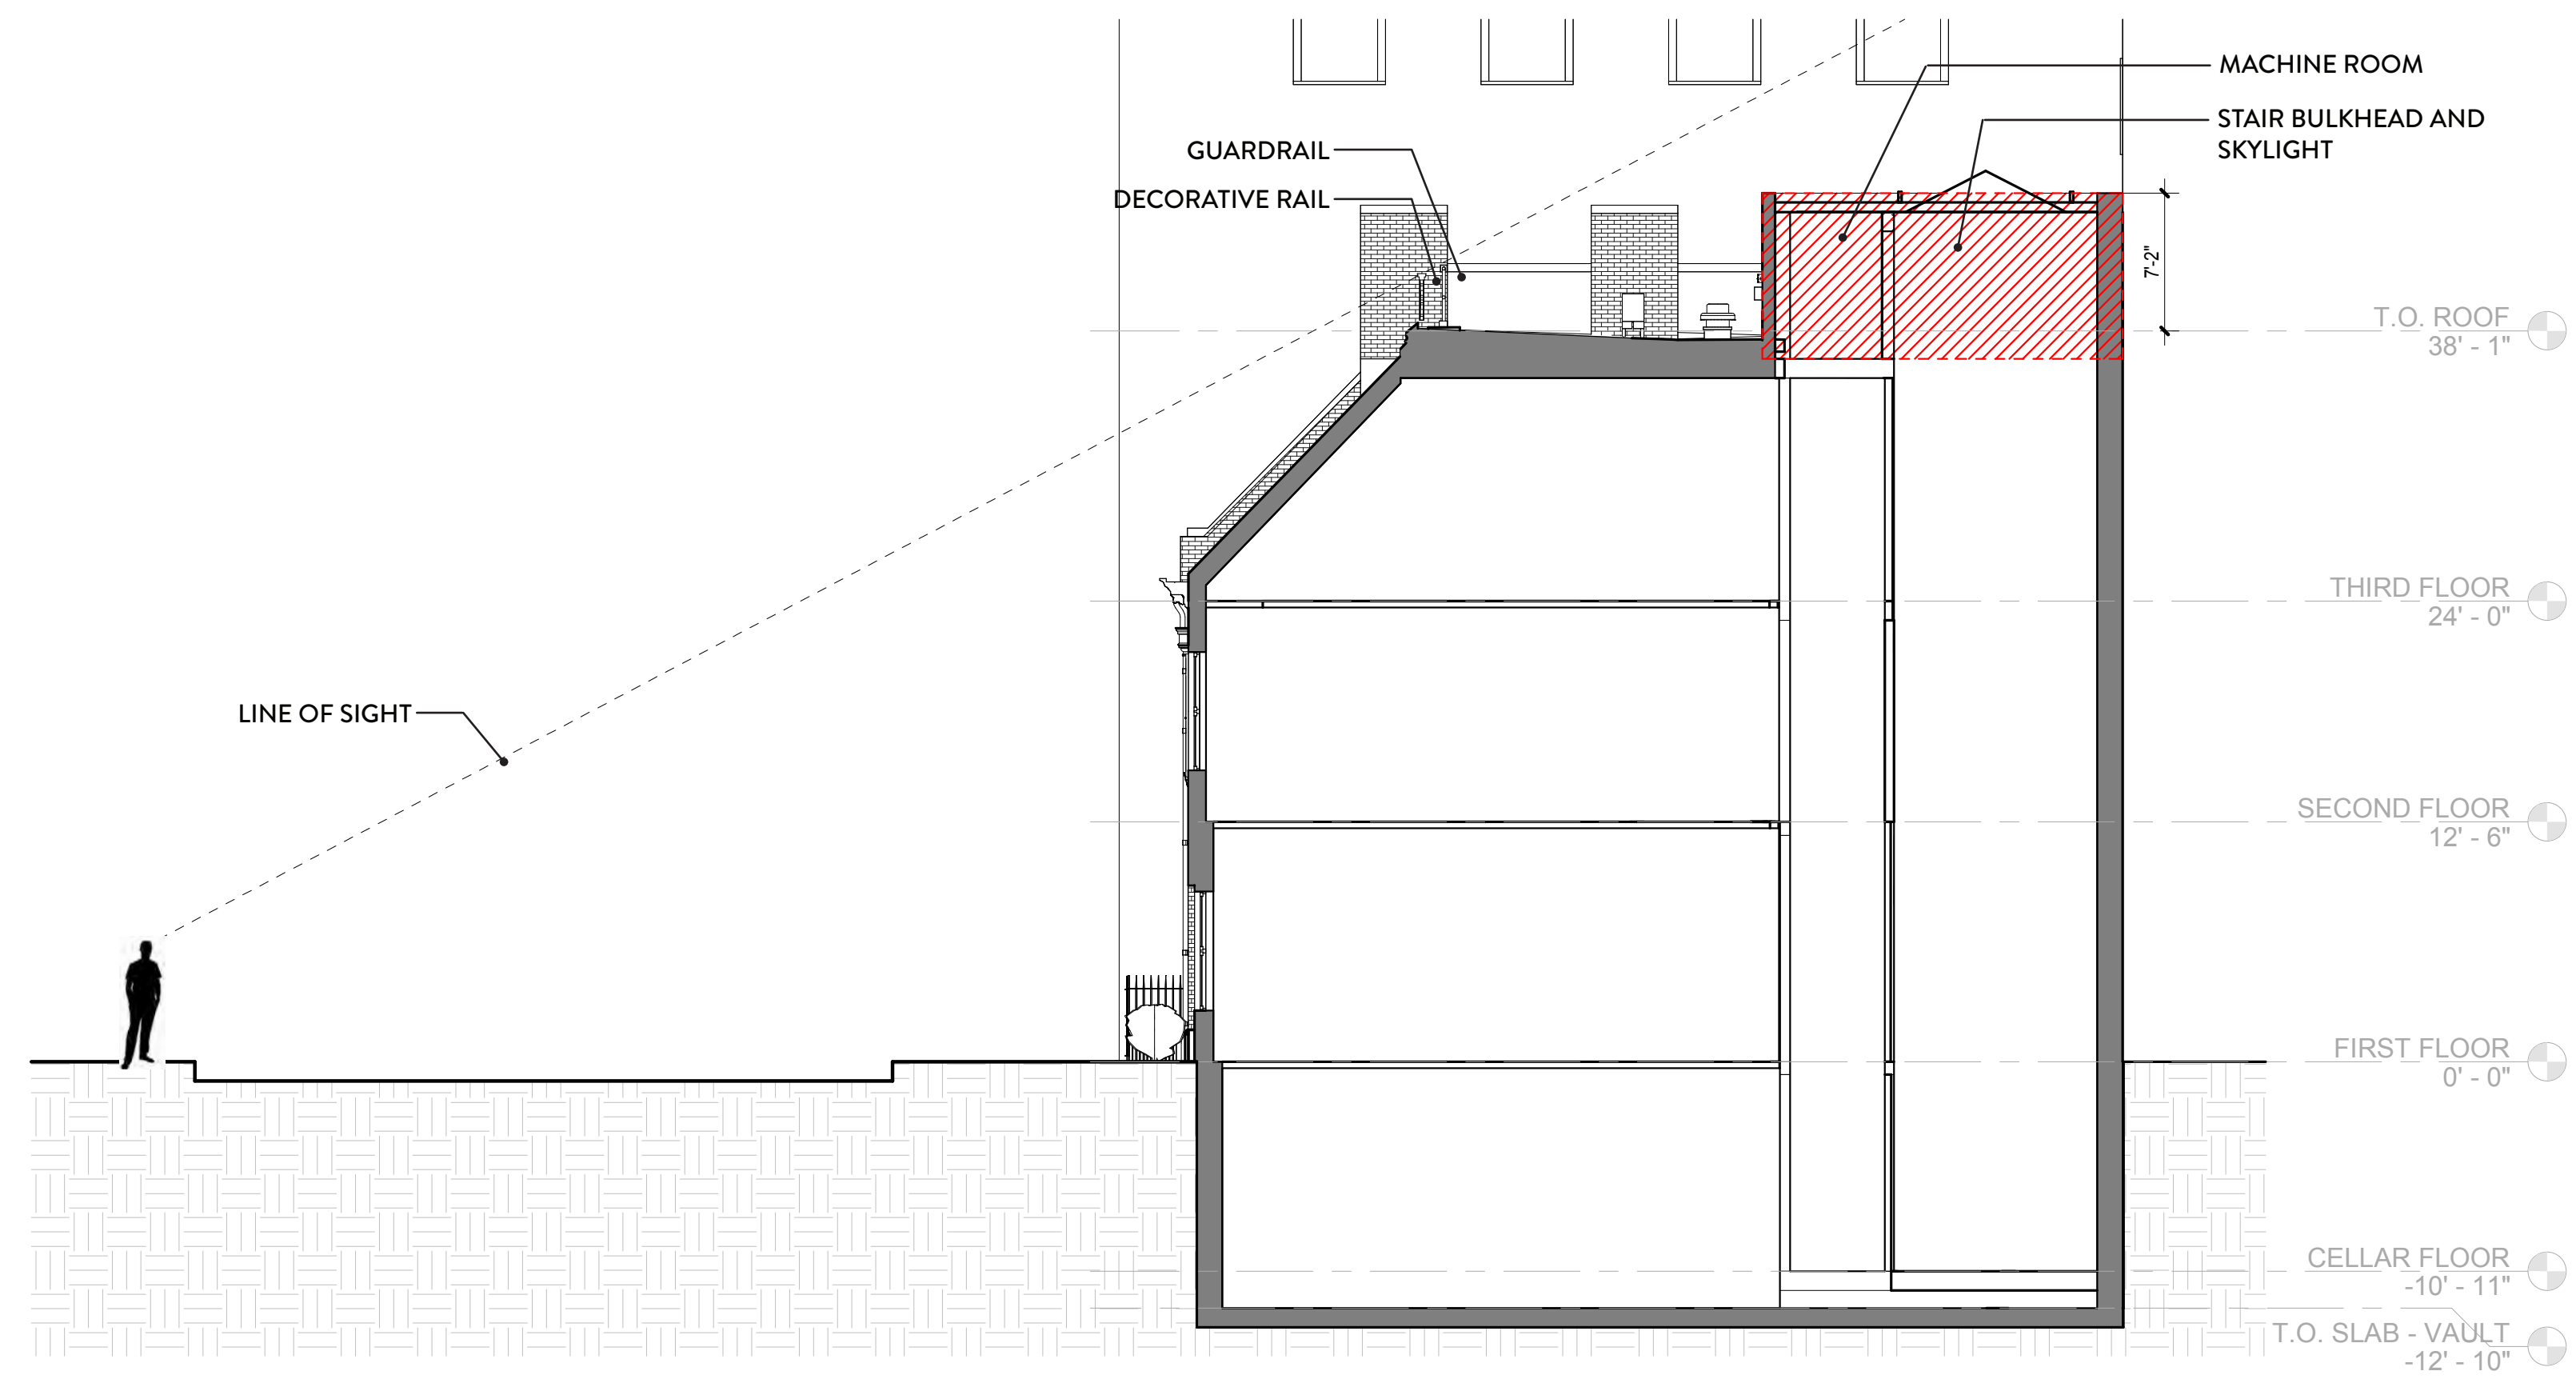 MACHINE ROOM
STAIR BULKHEAD AND
SKYLIGHT
GUARDRAIL
DECORATIVE RAIL
7'-2"
T.O. ROOF
38' - 1"
THIRD FLOOR
24' - 0"
LINE OF SIGHT
SECOND FLOOR
12' - 6"
FIRST FLOOR
0' - 0"
CELLAR FLOOR
-10' - 11"
T.O. SLAB - VAULT
-12' - 10"